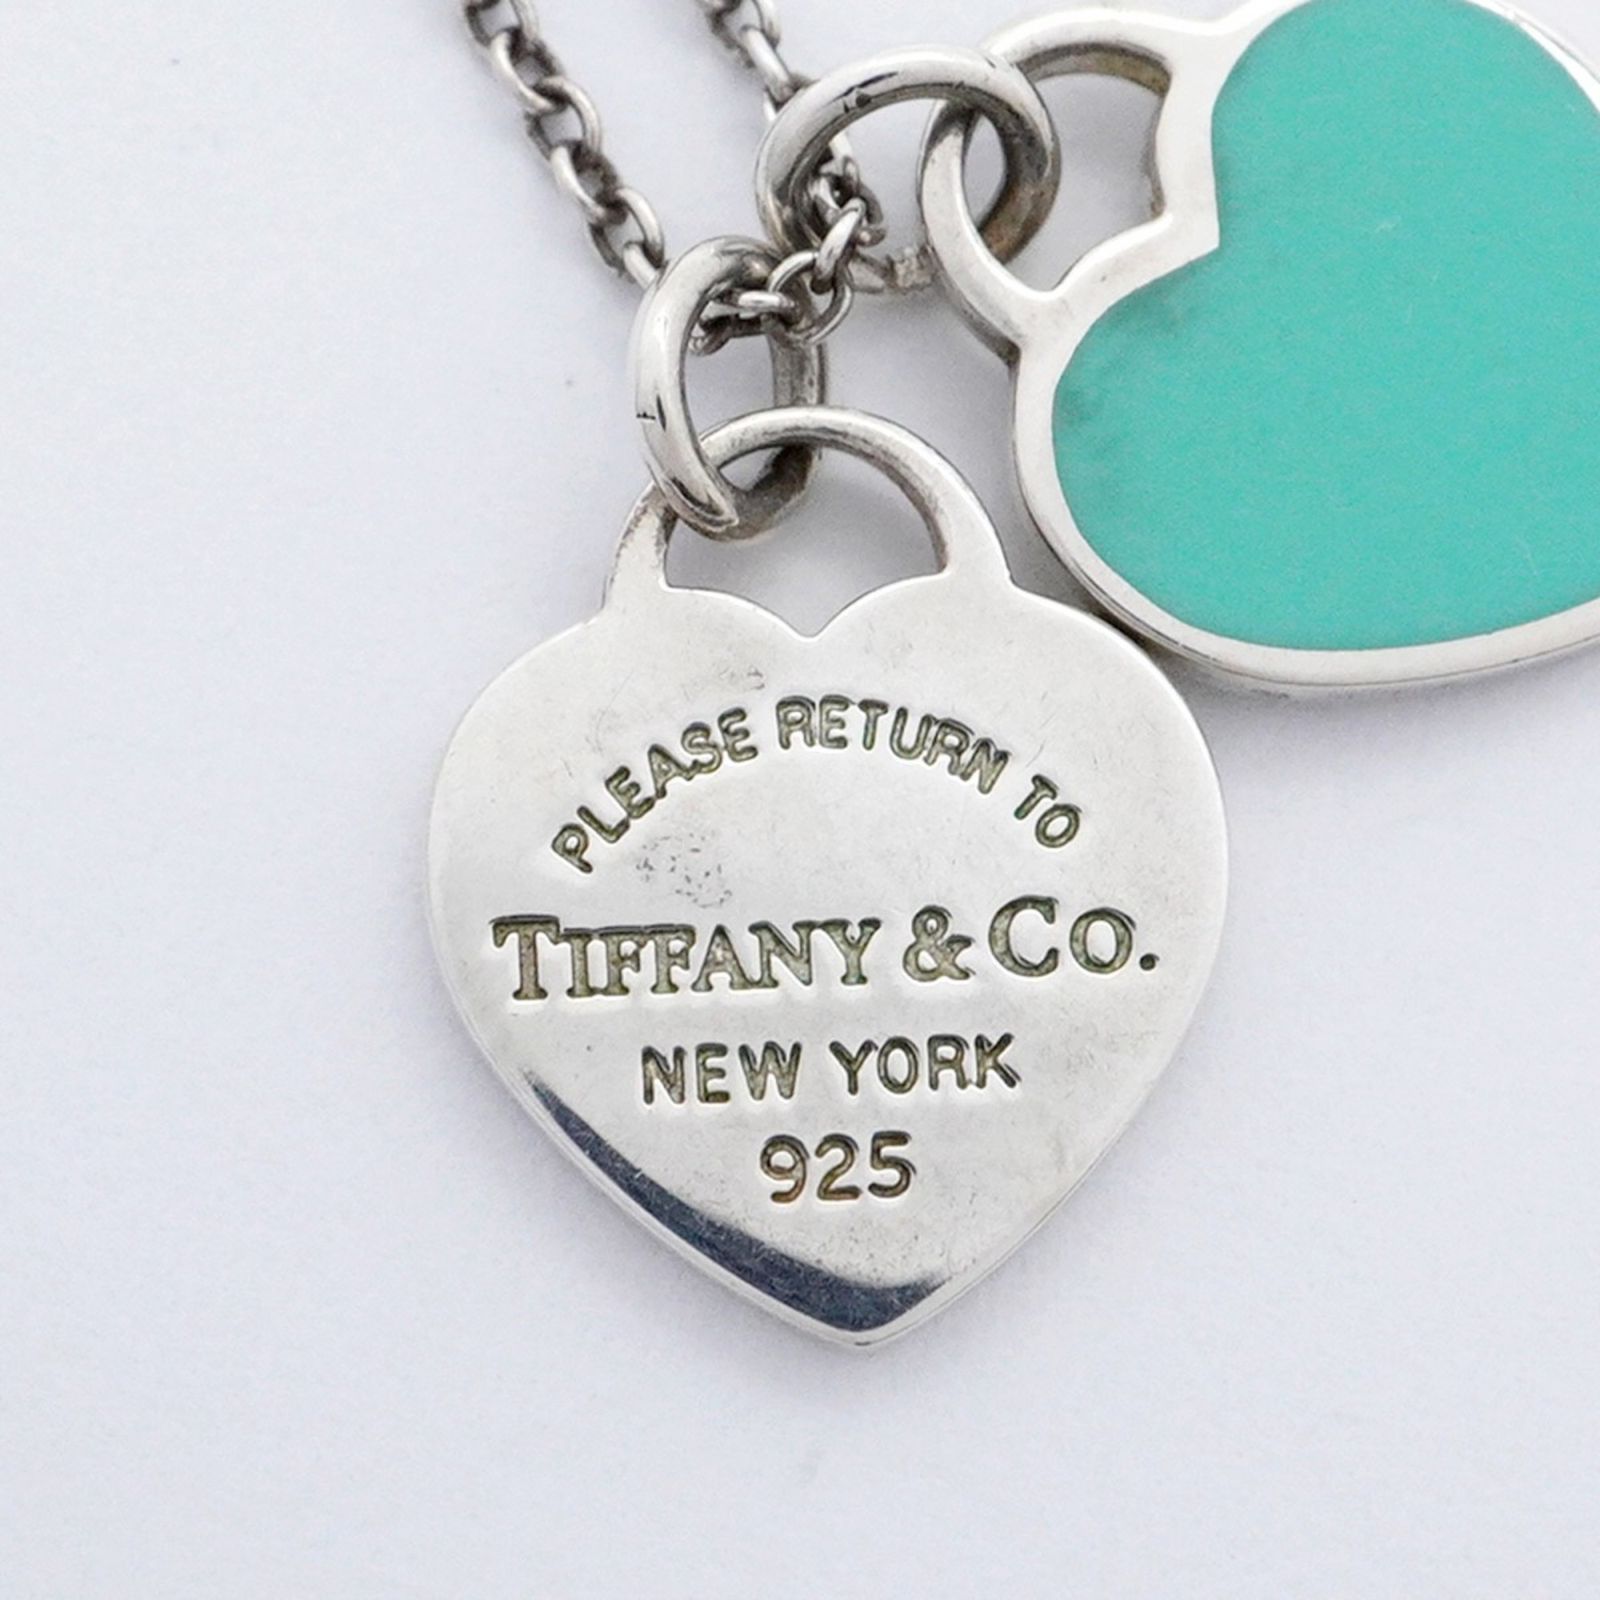 PLEASE RETURN TO
TIFFANY & CO.
NEW YORK
925